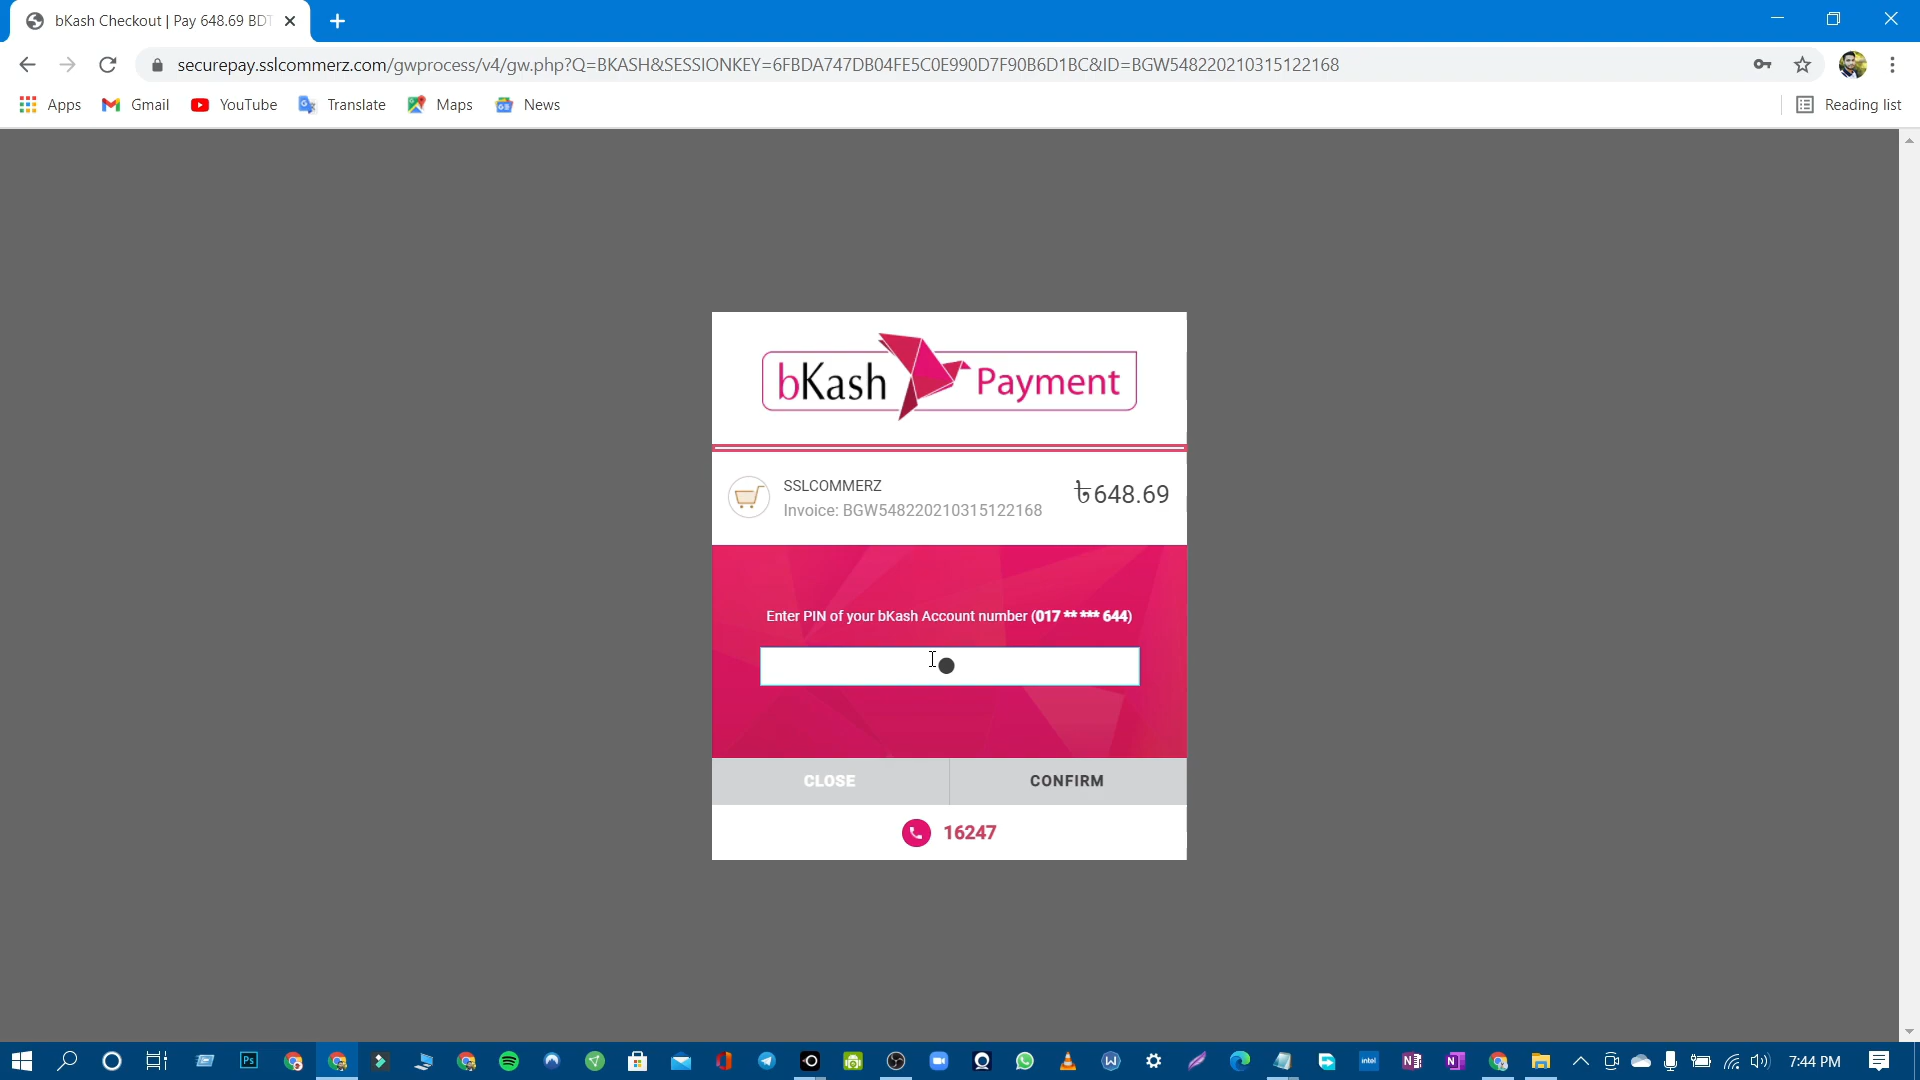 bKash Checkout | Pay 648.69 BDT
securepay.sslcommerz.com/gwprocess/v4/gw.php?Q=BKASH&SESSIONKEY=6FBDA747DB04FE5C0E990D7F90B6D1BC&ID=BGW548220210315122168
Apps Gmail YouTube Translate Maps News Reading list
bKash Payment
SSLCOMMERZ
৳648.69
Invoice: BGW548220210315122168
Enter PIN of your bKash Account number (017 ** *** 644)
CLOSE CONFIRM
16247
Ps intel 7:44 PM